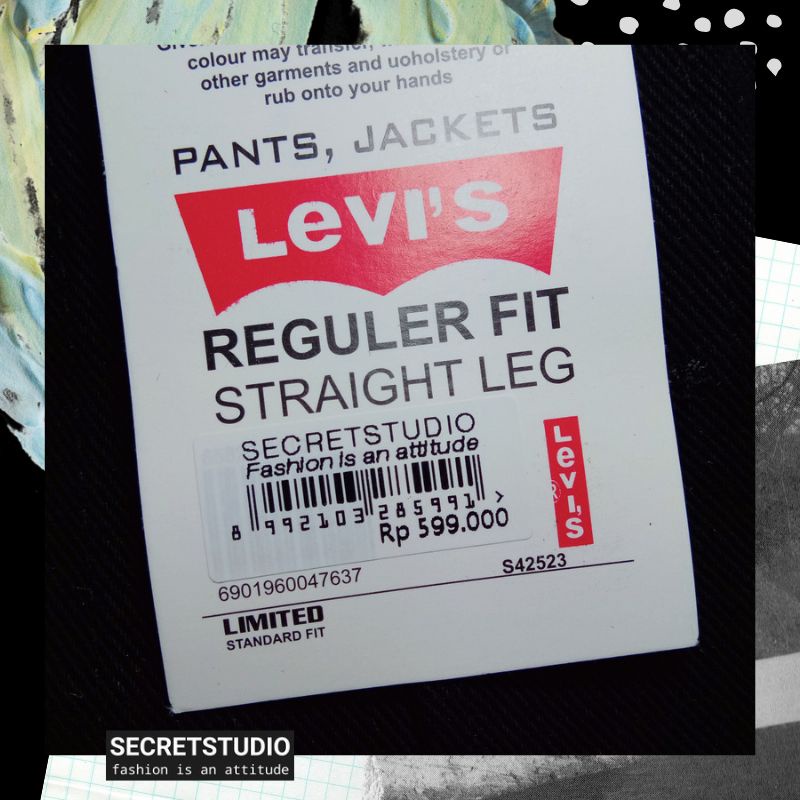 colour may transfer,
other garments and uoholstery or
rub onto your hands
PANTS, JACKETS
Levi's
REGULER FIT
STRAIGHT LEG
SECRETSTUDIO
Fashion is an attitude
8 992103 285991 >
Rp 599.000
Levi's
®
6901960047637
S42523
LIMITED
STANDARD FIT
SECRETSTUDIO
fashion is an attitude